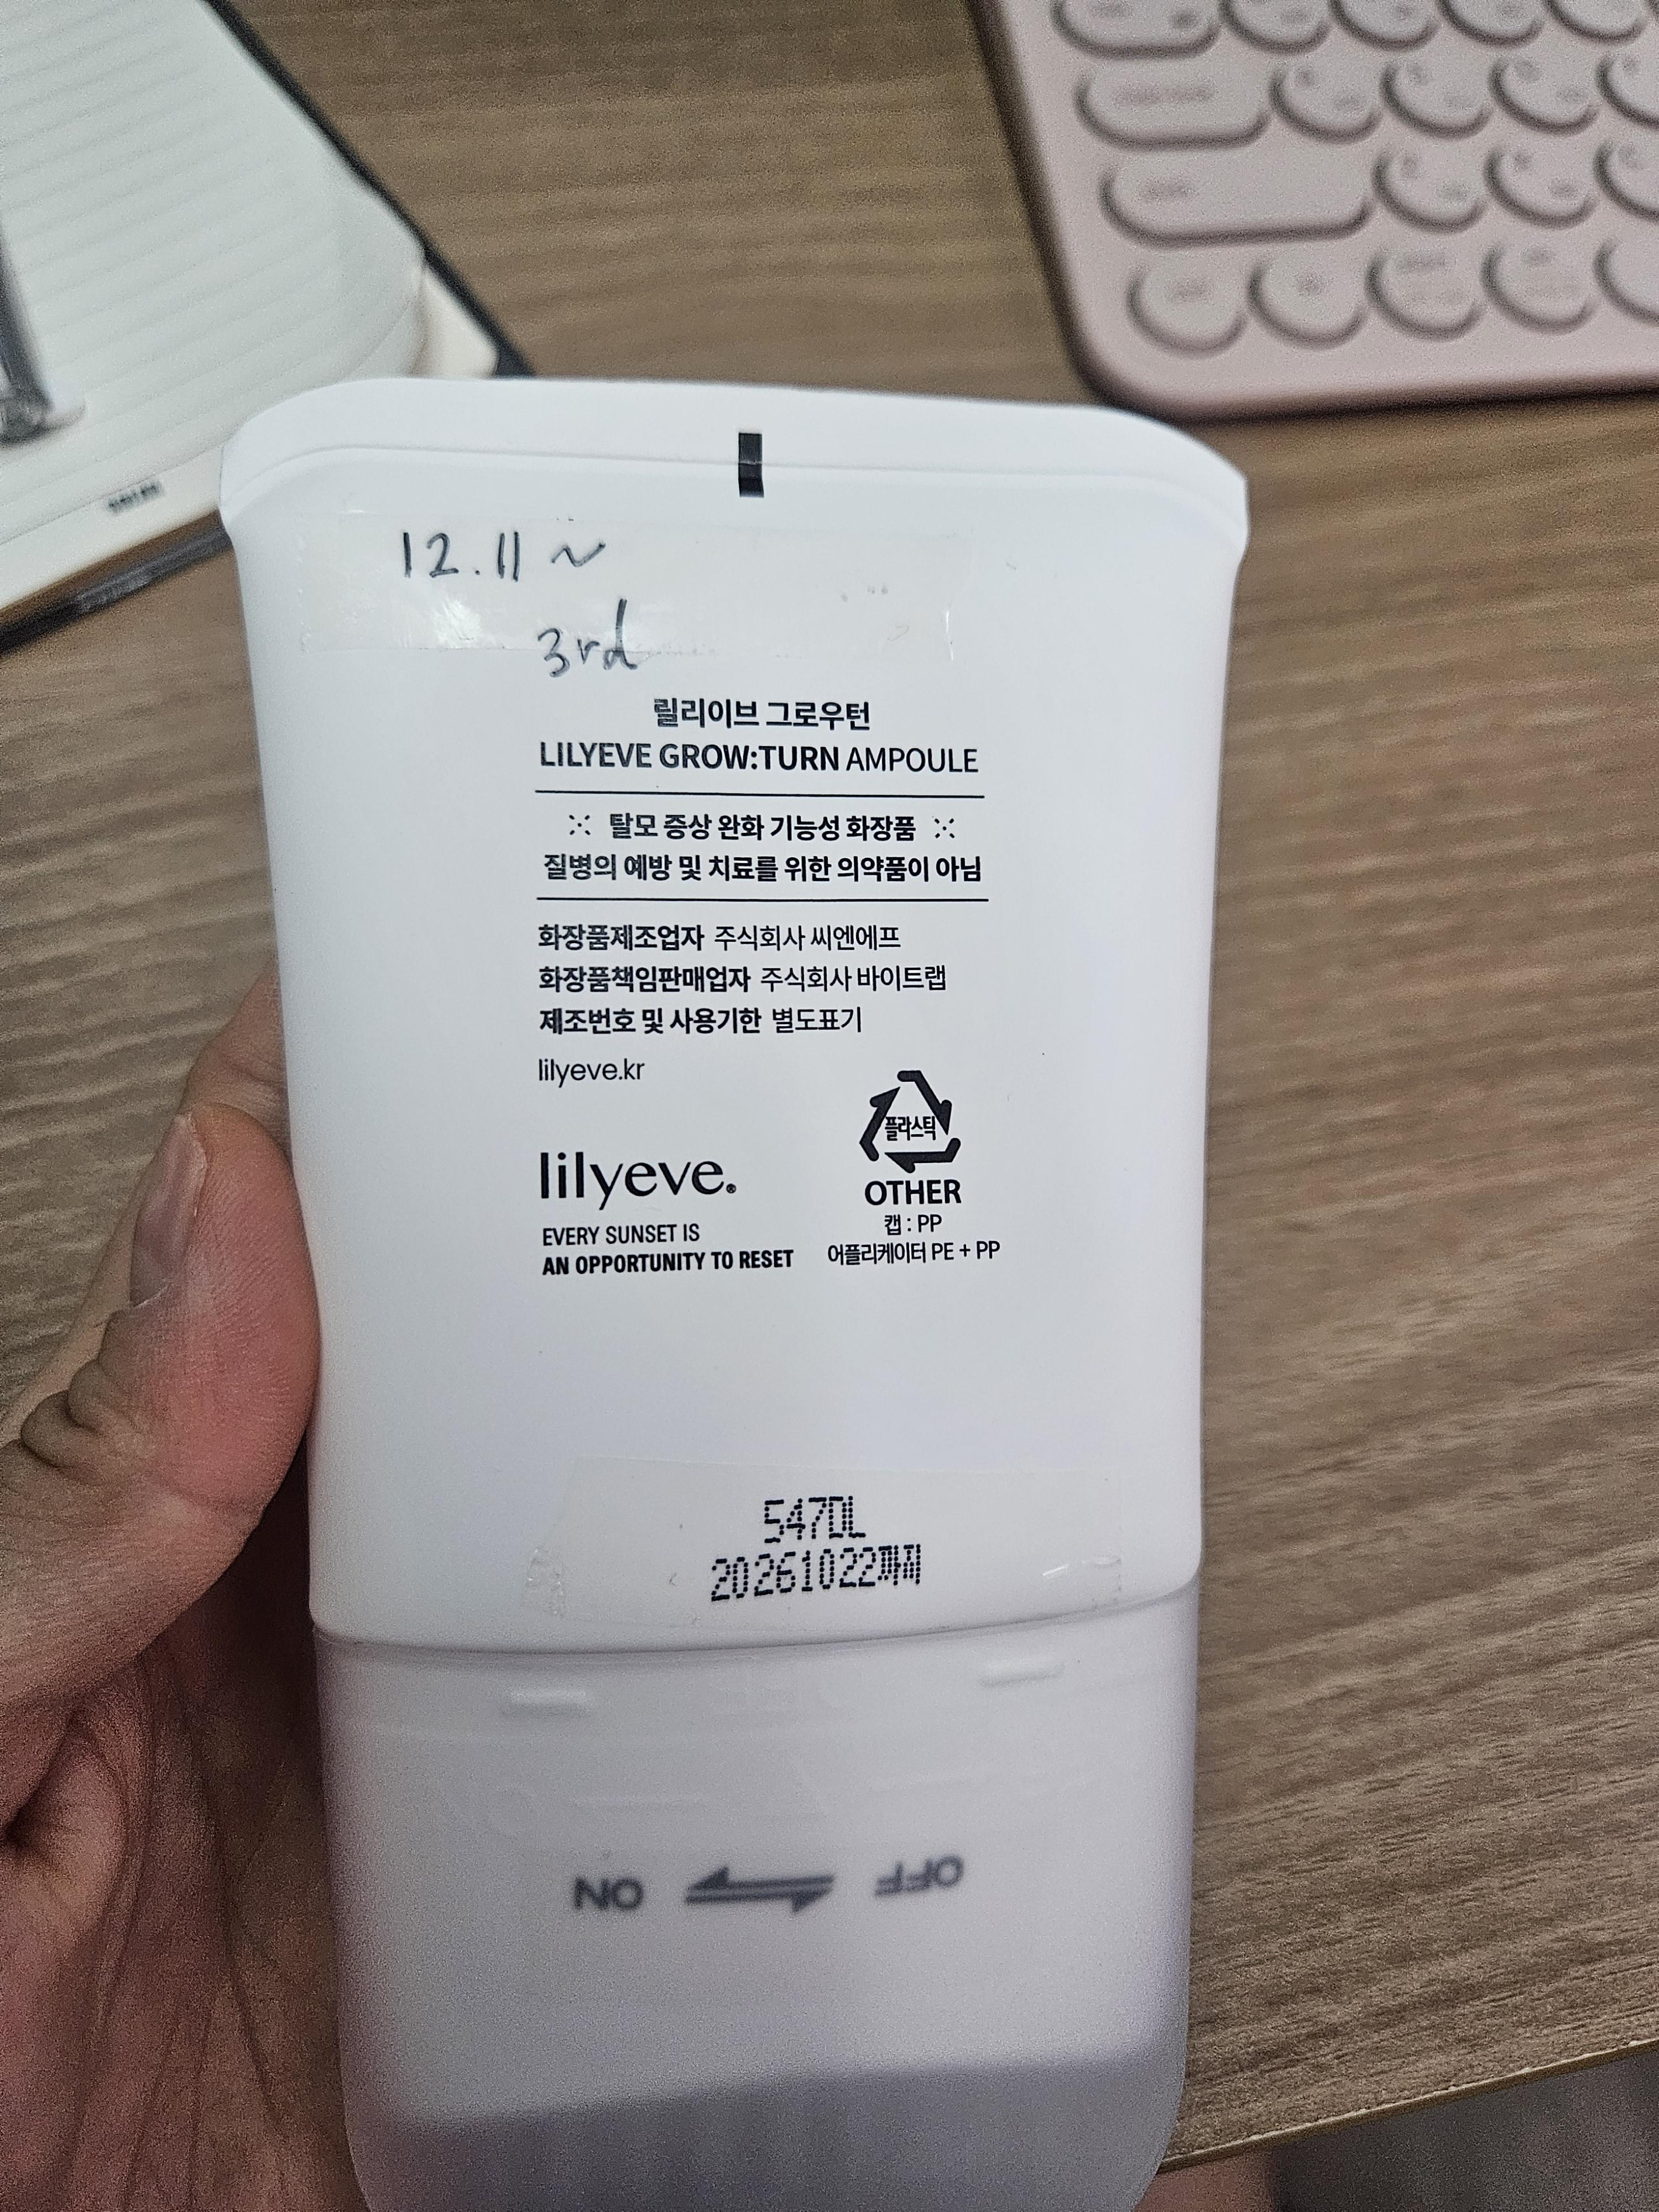 12.11 ~
3rd
릴리이브 그로우턴
LILYEVE GROW:TURN AMPOULE
※ 탈모 증상 완화 기능성 화장품 ※
질병의 예방 및 치료를 위한 의약품이 아님
화장품제조업자 주식회사 씨엔에프
화장품책임판매업자 주식회사 바이트랩
제조번호 및 사용기한 별도표기
lilyeve.kr
플라스틱
OTHER
캡 : PP
어플리케이터 PE + PP
lilyeve.®
EVERY SUNSET IS
AN OPPORTUNITY TO RESET
547DL
20261022까지
ON OFF